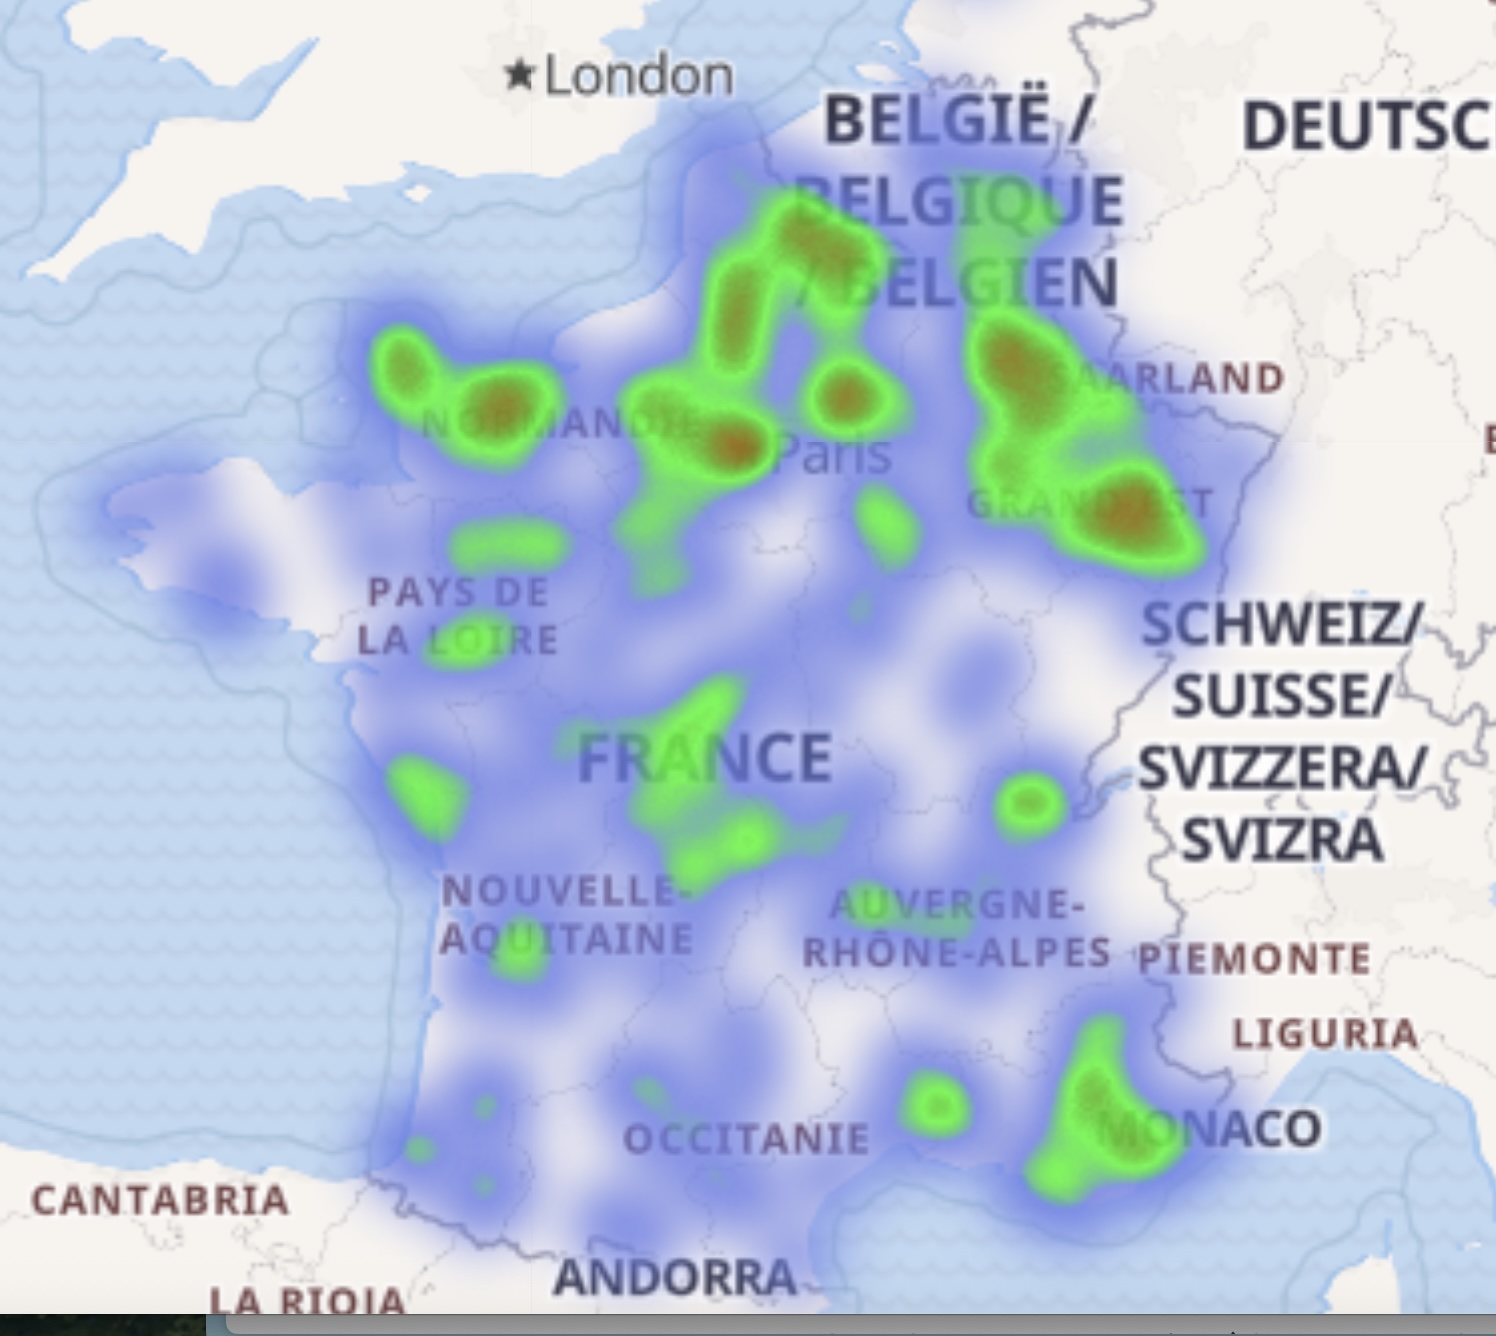 London
BELGIË /
BELGIQUE
/ BELGIEN
DEUTSC
SAARLAND
NORMANDIE
Paris
GRAND EST
PAYS DE
LA LOIRE
SCHWEIZ/
SUISSE/
SVIZZERA/
SVIZRA
FRANCE
NOUVELLE-
AQUITAINE
AUVERGNE-
RHÔNE-ALPES
PIEMONTE
LIGURIA
MONACO
OCCITANIE
CANTABRIA
ANDORRA
LA RIOJA